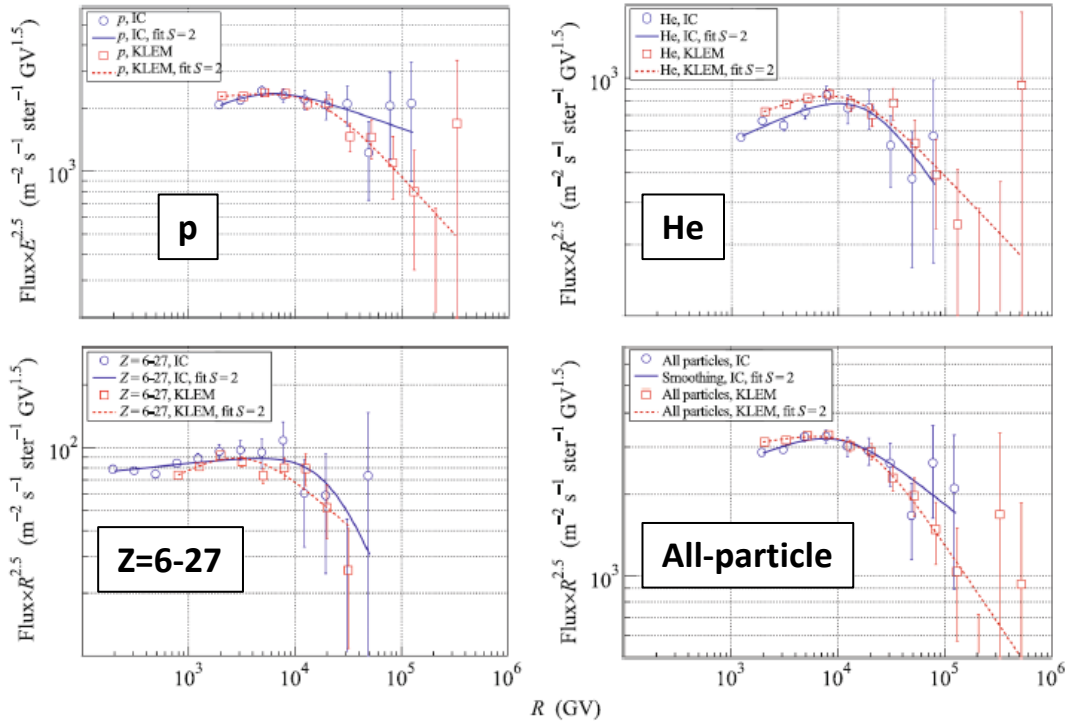 p, IC
p, IC, fit S = 2
p, KLEM
p, KLEM, fit S = 2
Flux×E^2.5 (m^−2 s^−1 ster^−1 GV^1.5)
10^3
p
He, IC
He, IC, fit S = 2
He, KLEM
He, KLEM, fit S = 2
Flux×R^2.5 (m^−2 s^−1 ster^−1 GV^1.5)
10^3
He
Z = 6–27, IC
Z = 6–27, IC, fit S = 2
Z = 6–27, KLEM
Z = 6–27, KLEM, fit S = 2
Flux×R^2.5 (m^−2 s^−1 ster^−1 GV^1.5)
10^2
Z=6-27
10^3 10^4 10^5 10^6
All particles, IC
Smoothing, IC, fit S = 2
All particles, KLEM
All particles, KLEM, fit S = 2
Flux×R^2.5 (m^−2 s^−1 ster^−1 GV^1.5)
10^3
All-particle
10^3 10^4 10^5 10^6
R (GV)